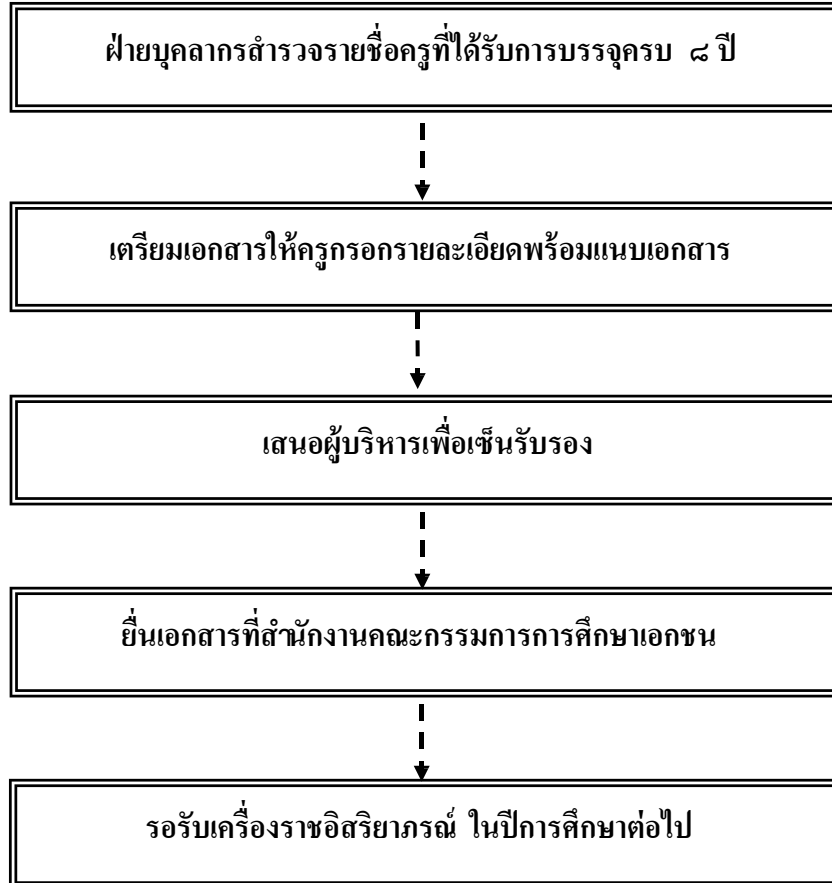 ฝ่ายบุคลากรสำรวจรายชื่อครูที่ได้รับการบรรจุครบ ๘ ปี
เตรียมเอกสารให้ครูกรอกรายละเอียดพร้อมแนบเอกสาร
เสนอผู้บริหารเพื่อเซ็นรับรอง
ยื่นเอกสารที่สำนักงานคณะกรรมการการศึกษาเอกชน
รอรับเครื่องราชอิสริยาภรณ์ ในปีการศึกษาต่อไป